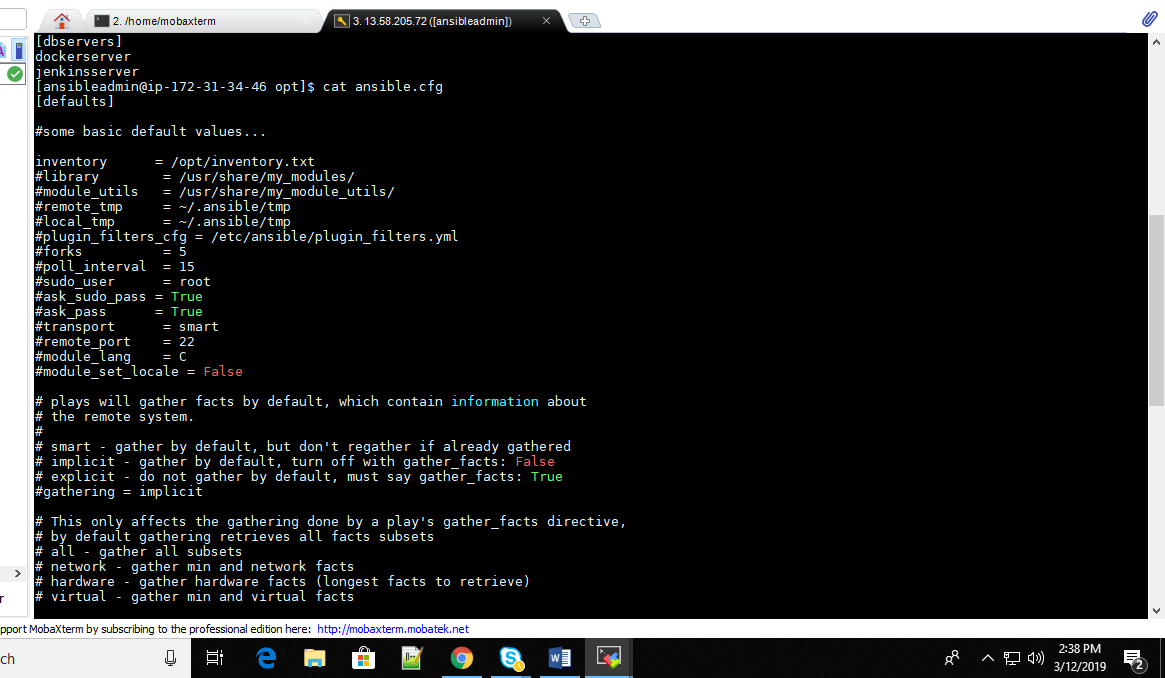 2. /home/mobaxterm
3. 13.58.205.72 ([ansibleadmin])
[dbservers]
dockerserver
jenkinsserver
[ansibleadmin@ip-172-31-34-46 opt]$ cat ansible.cfg
[defaults]
#some basic default values...
inventory      = /opt/inventory.txt
#library        = /usr/share/my_modules/
#module_utils   = /usr/share/my_module_utils/
#remote_tmp     = ~/.ansible/tmp
#local_tmp      = ~/.ansible/tmp
#plugin_filters_cfg = /etc/ansible/plugin_filters.yml
#forks          = 5
#poll_interval  = 15
#sudo_user      = root
#ask_sudo_pass = True
#ask_pass      = True
#transport      = smart
#remote_port    = 22
#module_lang    = C
#module_set_locale = False
# plays will gather facts by default, which contain information about
# the remote system.
#
# smart - gather by default, but don't regather if already gathered
# implicit - gather by default, turn off with gather_facts: False
# explicit - do not gather by default, must say gather_facts: True
#gathering = implicit
# This only affects the gathering done by a play's gather_facts directive,
# by default gathering retrieves all facts subsets
# all - gather all subsets
# network - gather min and network facts
# hardware - gather hardware facts (longest facts to retrieve)
# virtual - gather min and virtual facts
r
pport MobaXterm by subscribing to the professional edition here: http://mobaxterm.mobatek.net
ch
2:38 PM
3/12/2019
2